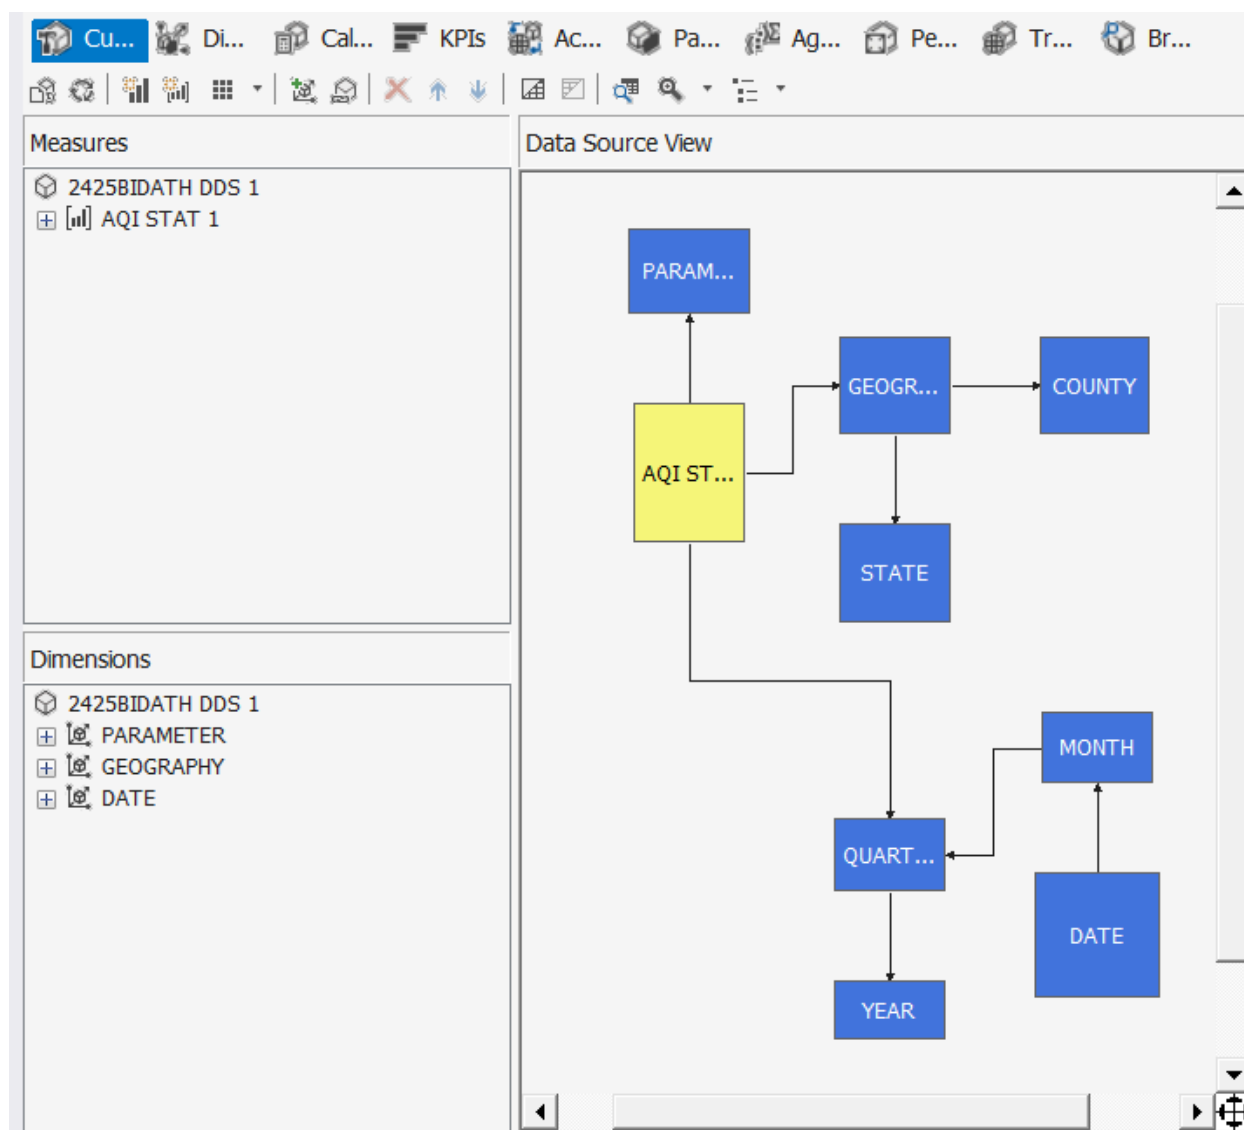 Cu... Di... Cal... KPIs Ac... Pa... Ag... Pe... Tr... Br...
Measures
2425BIDATH DDS 1
AQI STAT 1
Dimensions
2425BIDATH DDS 1
PARAMETER
GEOGRAPHY
DATE
Data Source View
PARAM...
GEOGR...
COUNTY
AQI ST...
STATE
MONTH
QUART...
DATE
YEAR